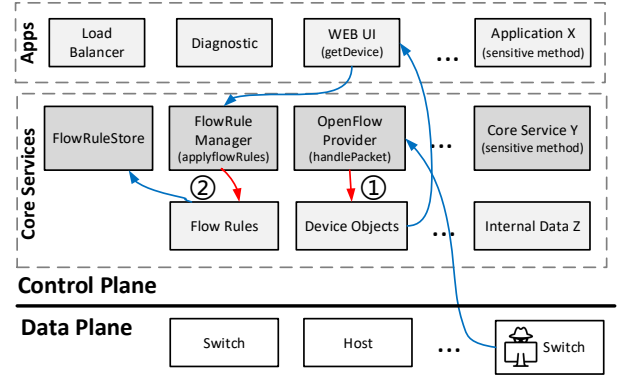 Apps
Load
Balancer
Diagnostic
WEB UI
(getDevice)
...
Application X
(sensitive method)
Core Services
FlowRuleStore
FlowRule
Manager
(applyflowRules)
OpenFlow
Provider
(handlePacket)
...
Core Service Y
(sensitive method)
②
①
Flow Rules
Device Objects
...
Internal Data Z
Control Plane
Data Plane
Switch
Host
...
Switch